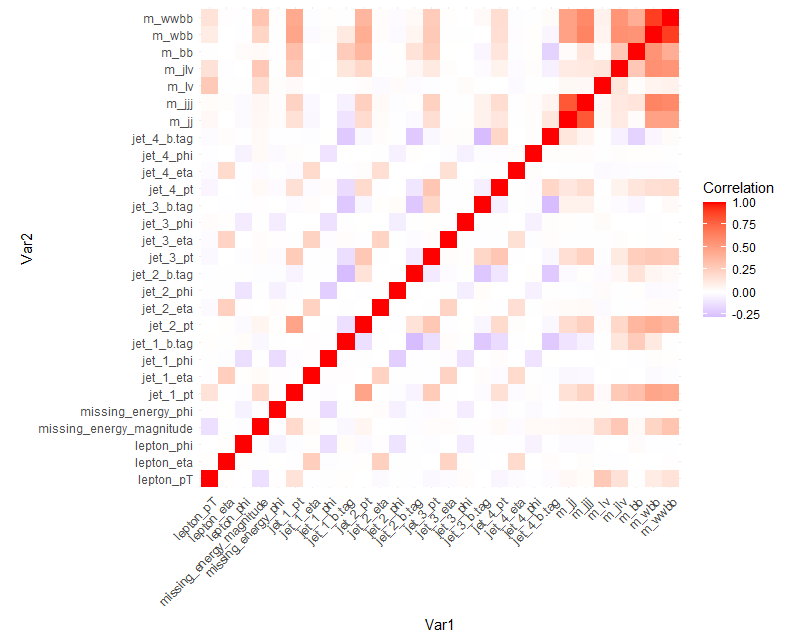 m_wwbb
m_wbb
m_bb
m_jlv
m_lv
m_jjj
m_jj
jet_4_b.tag
jet_4_phi
jet_4_eta
jet_4_pt
jet_3_b.tag
jet_3_phi
jet_3_eta
jet_3_pt
jet_2_b.tag
jet_2_phi
jet_2_eta
jet_2_pt
jet_1_b.tag
jet_1_phi
jet_1_eta
jet_1_pt
missing_energy_phi
missing_energy_magnitude
lepton_phi
lepton_eta
lepton_pT
Var2
lepton_pT
lepton_eta
lepton_phi
missing_energy_magnitude
missing_energy_phi
jet_1_pt
jet_1_eta
jet_1_phi
jet_1_b.tag
jet_2_pt
jet_2_eta
jet_2_phi
jet_2_b.tag
jet_3_pt
jet_3_eta
jet_3_phi
jet_3_b.tag
jet_4_pt
jet_4_eta
jet_4_phi
jet_4_b.tag
m_jj
m_jjj
m_lv
m_jlv
m_bb
m_wbb
m_wwbb
Var1
Correlation
1.00
0.75
0.50
0.25
0.00
-0.25